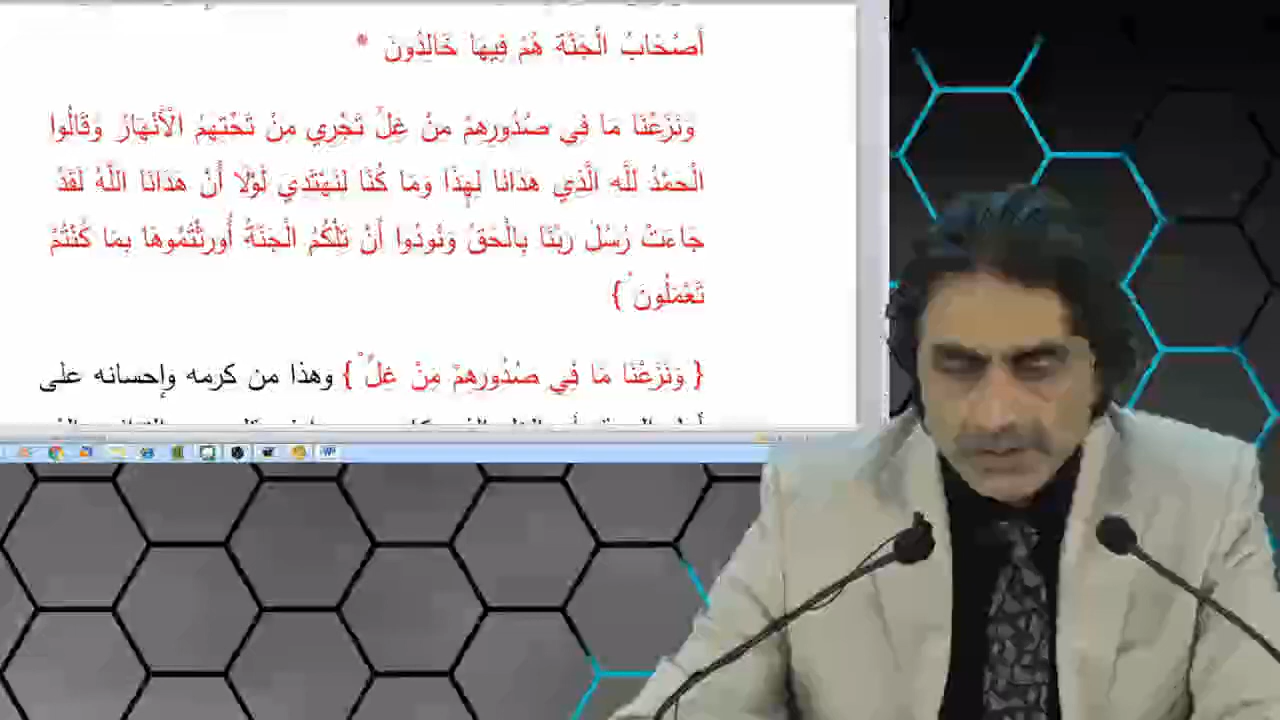 أَصْحَابُ الْجَنَّةِ هُمْ فِيهَا خَالِدُونَ *
وَنَزَعْنَا مَا فِي صُدُورِهِمْ مِنْ غِلٍّ تَجْرِي مِنْ تَحْتِهِمُ الْأَنْهَارُ وَقَالُوا
الْحَمْدُ لِلَّهِ الَّذِي هَدَانَا لِهَذَا وَمَا كُنَّا لِنَهْتَدِيَ لَوْلَا أَنْ هَدَانَا اللَّهُ لَقَدْ
جَاءَتْ رُسُلُ رَبِّنَا بِالْحَقِّ وَنُودُوا أَنْ تِلْكُمُ الْجَنَّةُ أُورِثْتُمُوهَا بِمَا كُنْتُمْ
تَعْمَلُونَ }
{ وَنَزَعْنَا مَا فِي صُدُورِهِمْ مِنْ غِلٍّ } وهذا من كرمه وإحسانه على